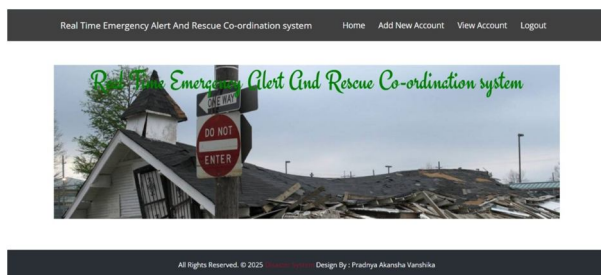 Real Time Emergency Alert And Rescue Co-ordination system Home Add New Account View Account Logout
Real Time Emergency Alert And Rescue Co-ordination system
ONE WAY
DO NOT
ENTER
All Rights Reserved. © 2025 Design By : Pradnya Akansha Vanshika